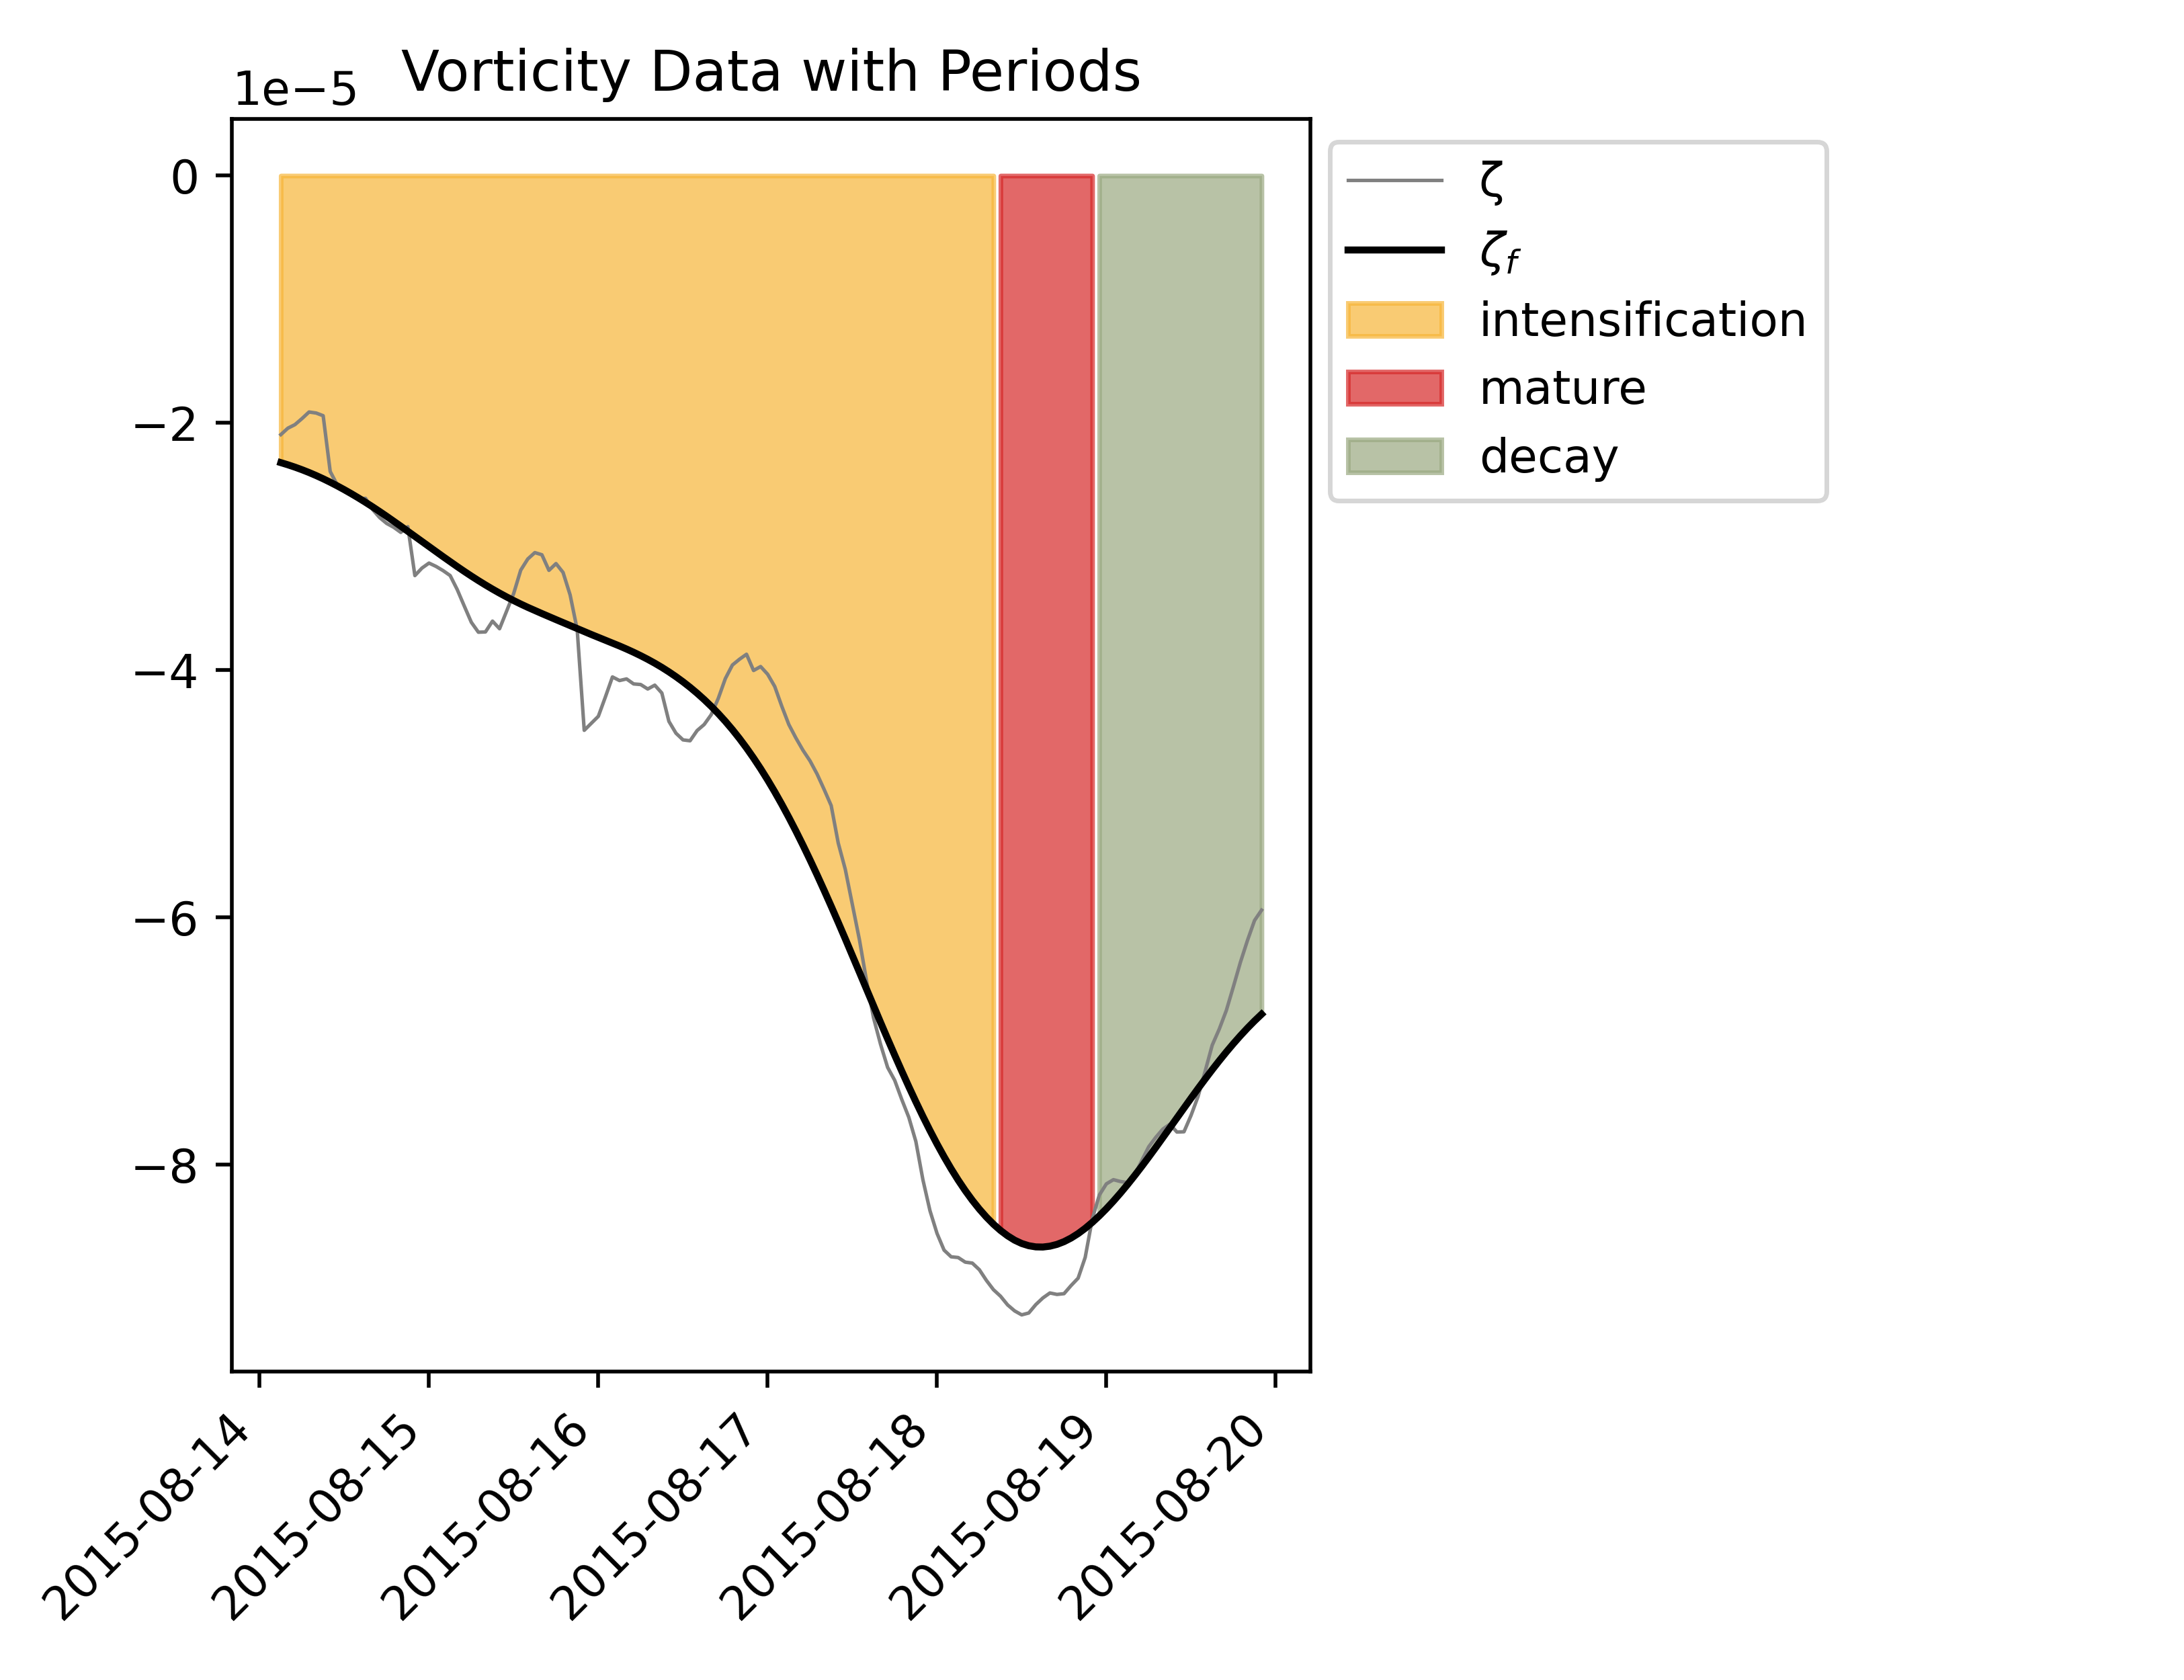 Vorticity Data with Periods
1e−5
0
−2
−4
−6
−8
2015-08-14
2015-08-15
2015-08-16
2015-08-17
2015-08-18
2015-08-19
2015-08-20
ζ
ζf
intensification
mature
decay